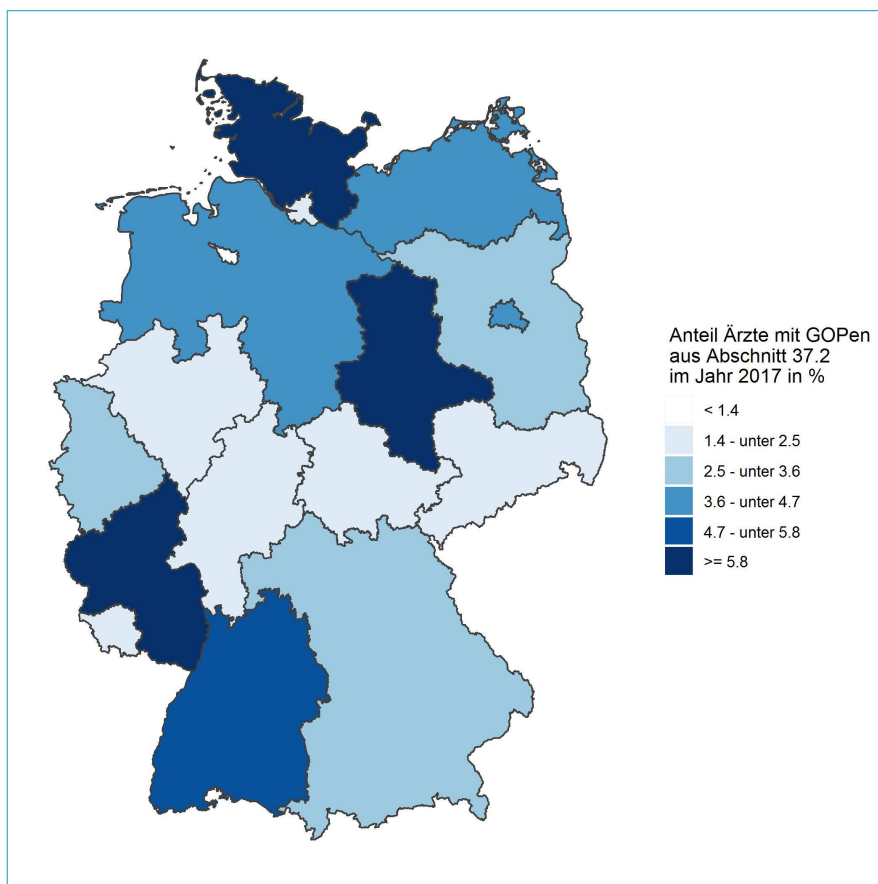 Anteil Ärzte mit GOPen
aus Abschnitt 37.2
im Jahr 2017 in %
< 1.4
1.4 - unter 2.5
2.5 - unter 3.6
3.6 - unter 4.7
4.7 - unter 5.8
>= 5.8